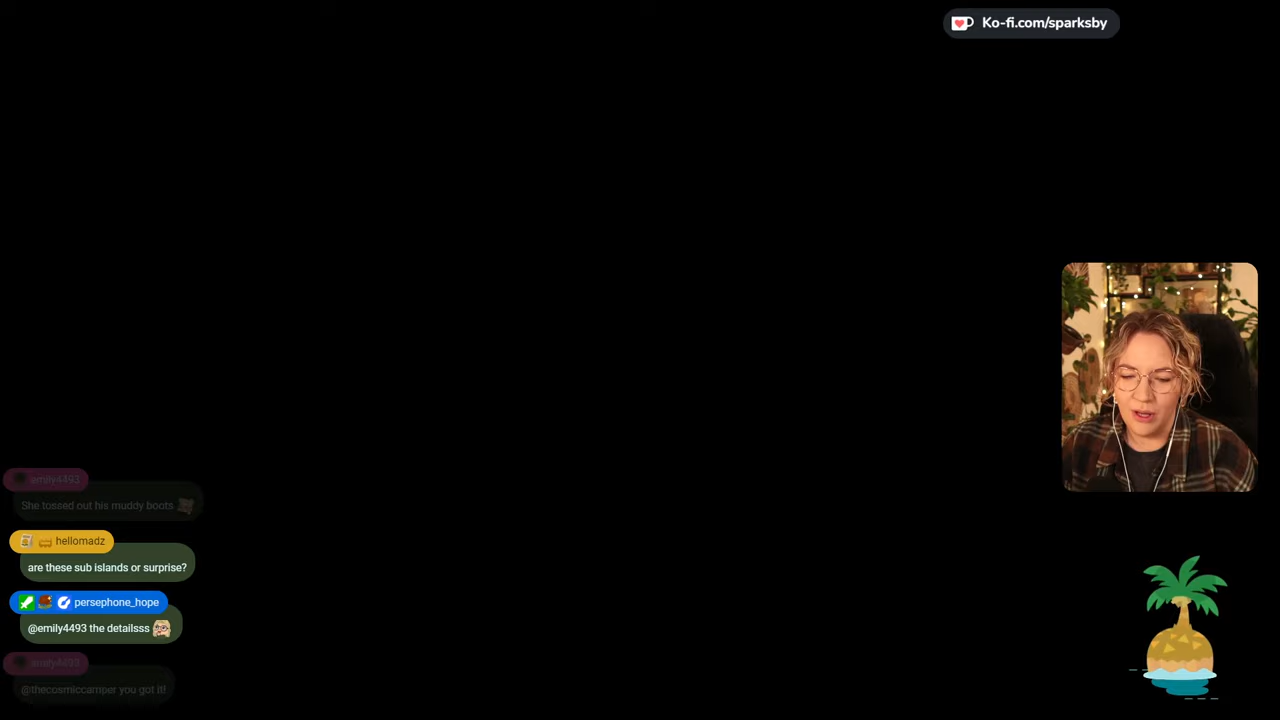 Ko-fi.com/sparksby
emily4493
She tossed out his muddy boots
hellomadz
are these sub islands or surprise?
persephone_hope
@emily4493 the detailsss
emily4493
@thecosmiccamper you got it!